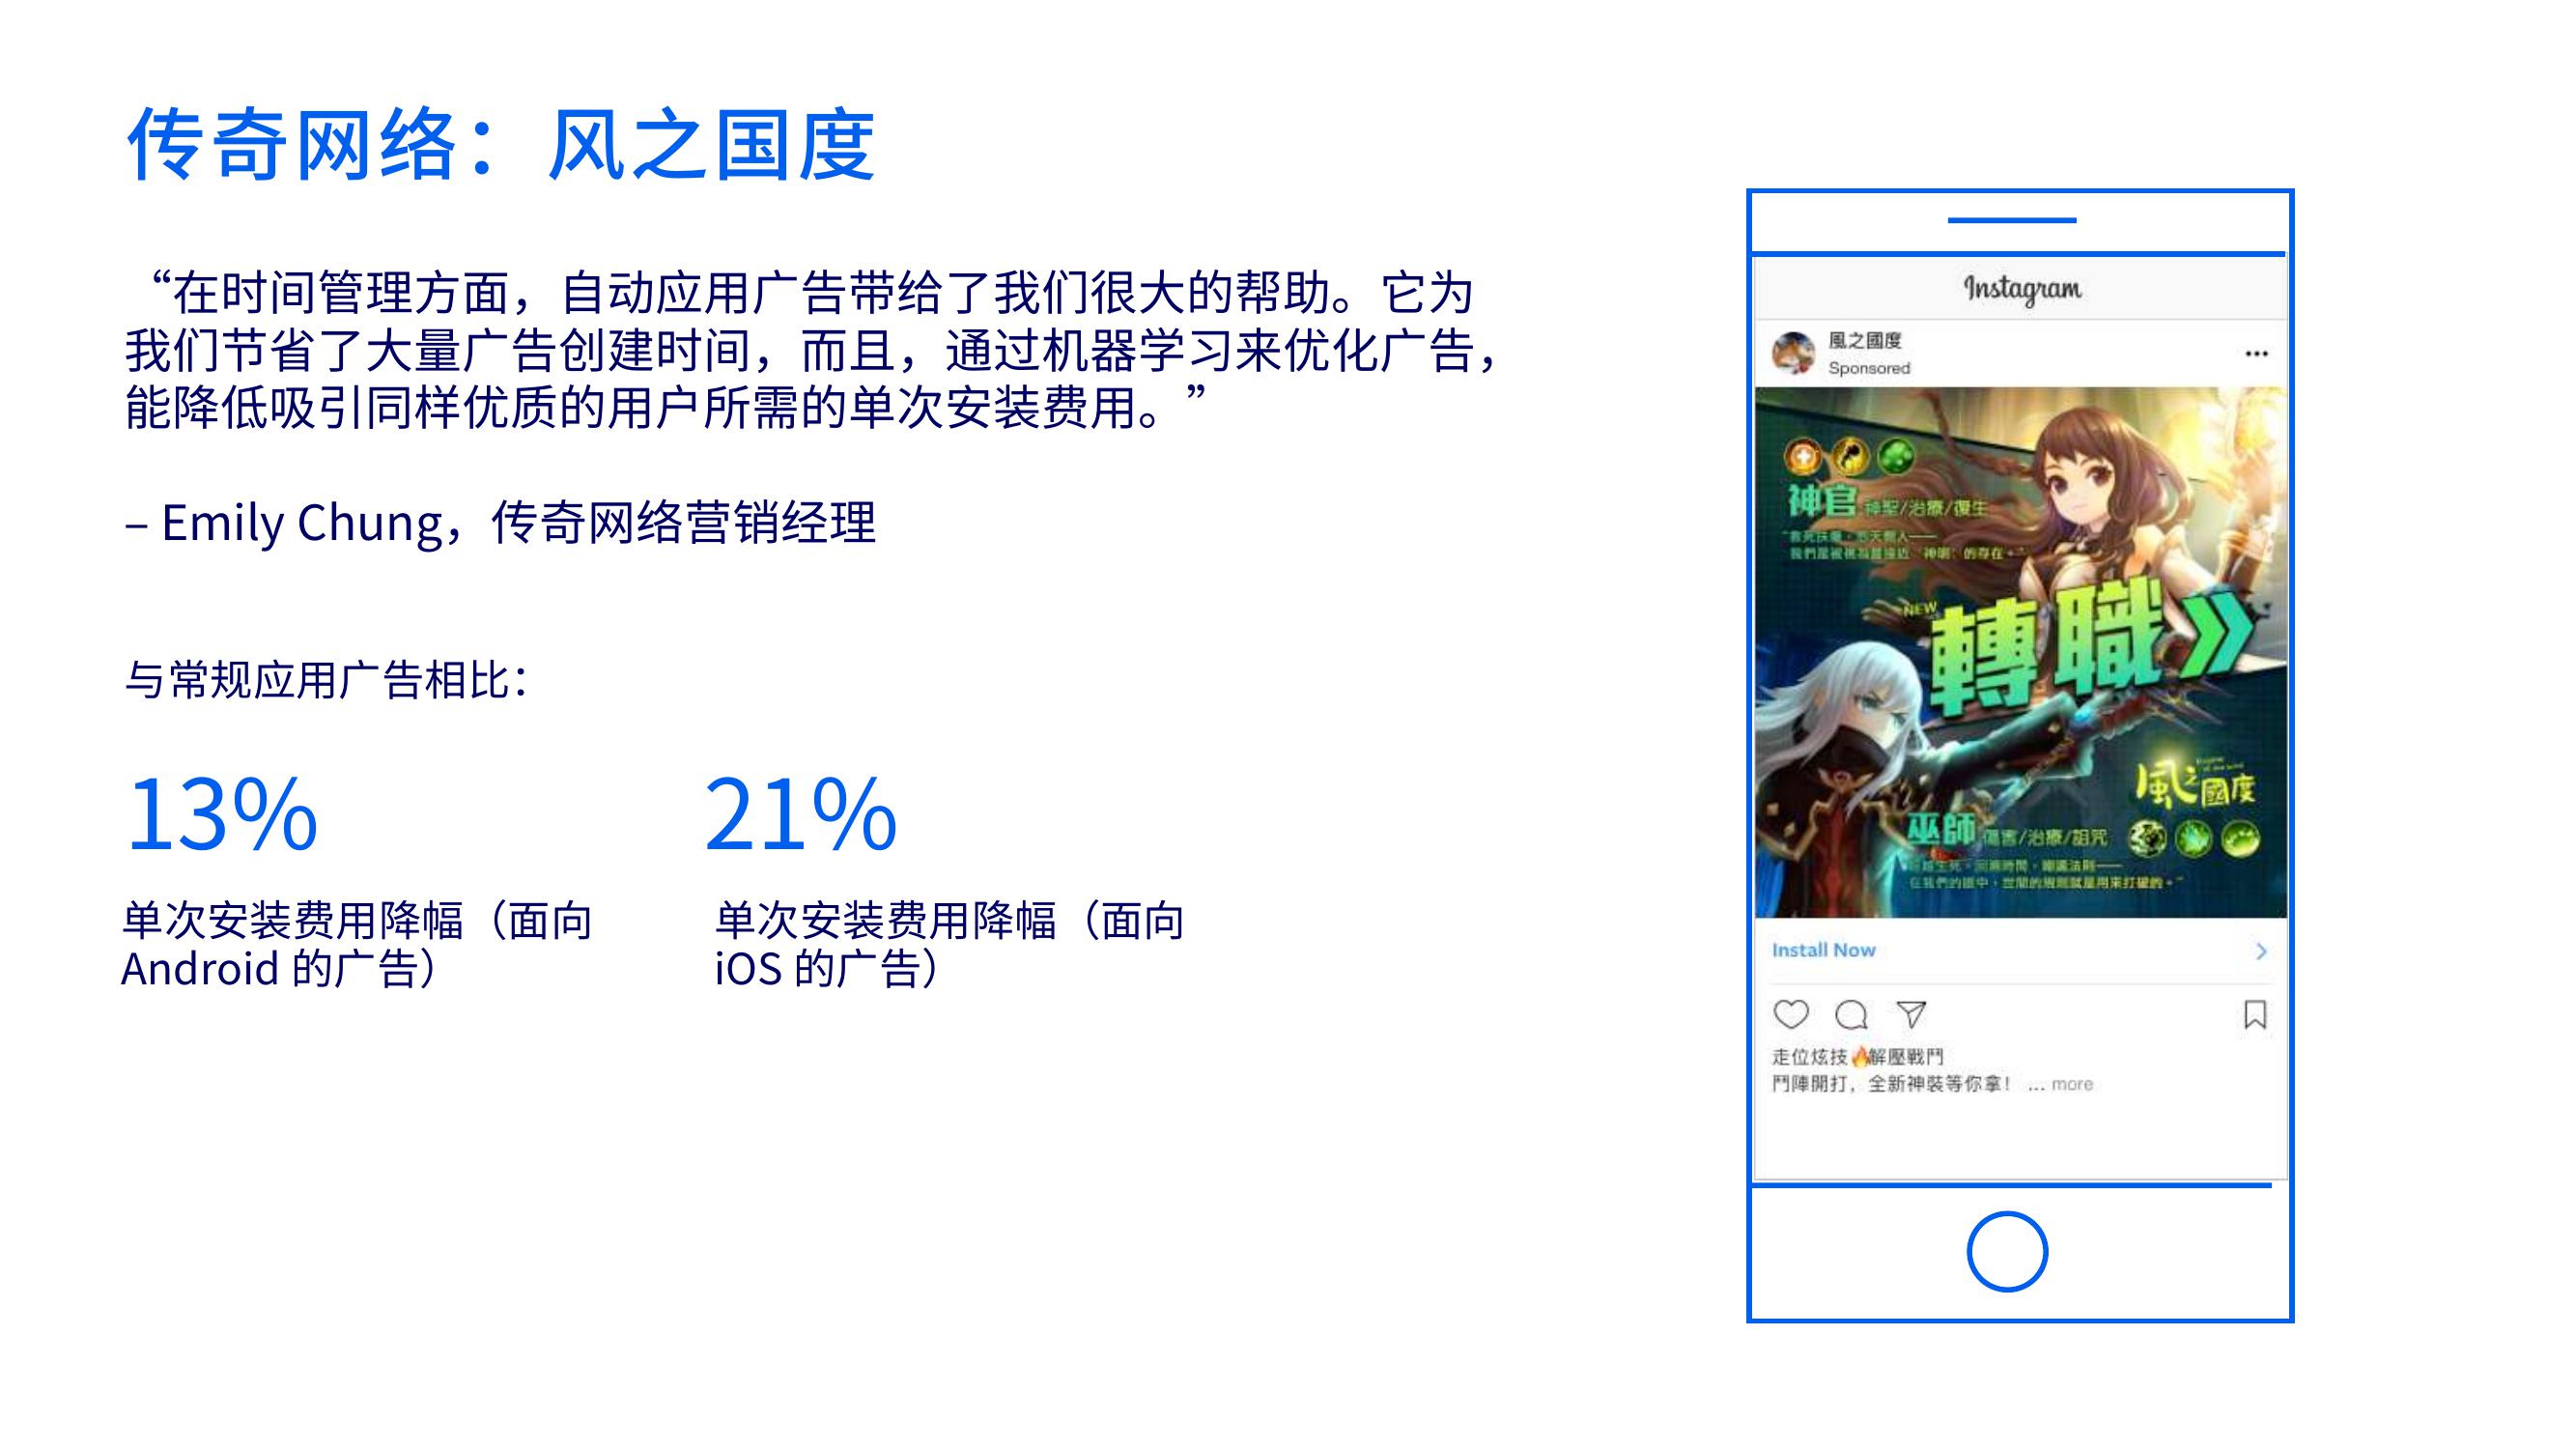 传奇网络：风之国度
“在时间管理方面，自动应用广告带给了我们很大的帮助。它为
我们节省了大量广告创建时间，而且，通过机器学习来优化广告，
能降低吸引同样优质的用户所需的单次安装费用。”
– Emily Chung，传奇网络营销经理
与常规应用广告相比：
13%
单次安装费用降幅（面向
Android 的广告）
21%
单次安装费用降幅（面向
iOS 的广告）
Instagram
風之國度
Sponsored
神官 神聖/治療/復生
NEW
轉職
風之國度
巫師 傷害/治療/詛咒
Install Now
走位炫技🔥解壓戰鬥
鬥陣開打，全新神裝等你拿！ ... more